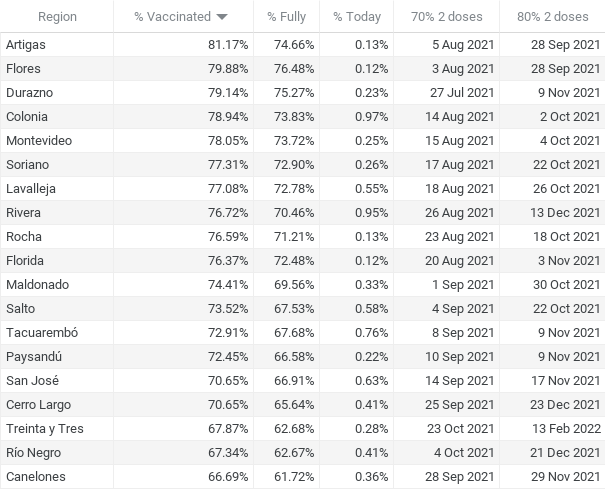 Region % Vaccinated % Fully % Today 70% 2 doses 80% 2 doses
Artigas 81.17% 74.66% 0.13% 5 Aug 2021 28 Sep 2021
Flores 79.88% 76.48% 0.12% 3 Aug 2021 28 Sep 2021
Durazno 79.14% 75.27% 0.23% 27 Jul 2021 9 Nov 2021
Colonia 78.94% 73.83% 0.97% 14 Aug 2021 2 Oct 2021
Montevideo 78.05% 73.72% 0.25% 15 Aug 2021 4 Oct 2021
Soriano 77.31% 72.90% 0.26% 17 Aug 2021 22 Oct 2021
Lavalleja 77.08% 72.78% 0.55% 18 Aug 2021 26 Oct 2021
Rivera 76.72% 70.46% 0.95% 26 Aug 2021 13 Dec 2021
Rocha 76.59% 71.21% 0.13% 23 Aug 2021 18 Oct 2021
Florida 76.37% 72.48% 0.12% 20 Aug 2021 3 Nov 2021
Maldonado 74.41% 69.56% 0.33% 1 Sep 2021 30 Oct 2021
Salto 73.52% 67.53% 0.58% 4 Sep 2021 22 Oct 2021
Tacuarembó 72.91% 67.68% 0.76% 8 Sep 2021 9 Nov 2021
Paysandú 72.45% 66.58% 0.22% 10 Sep 2021 9 Nov 2021
San José 70.65% 66.91% 0.63% 14 Sep 2021 17 Nov 2021
Cerro Largo 70.65% 65.64% 0.41% 25 Sep 2021 23 Dec 2021
Treinta y Tres 67.87% 62.68% 0.28% 23 Oct 2021 13 Feb 2022
Río Negro 67.34% 62.67% 0.41% 4 Oct 2021 21 Dec 2021
Canelones 66.69% 61.72% 0.36% 28 Sep 2021 29 Nov 2021